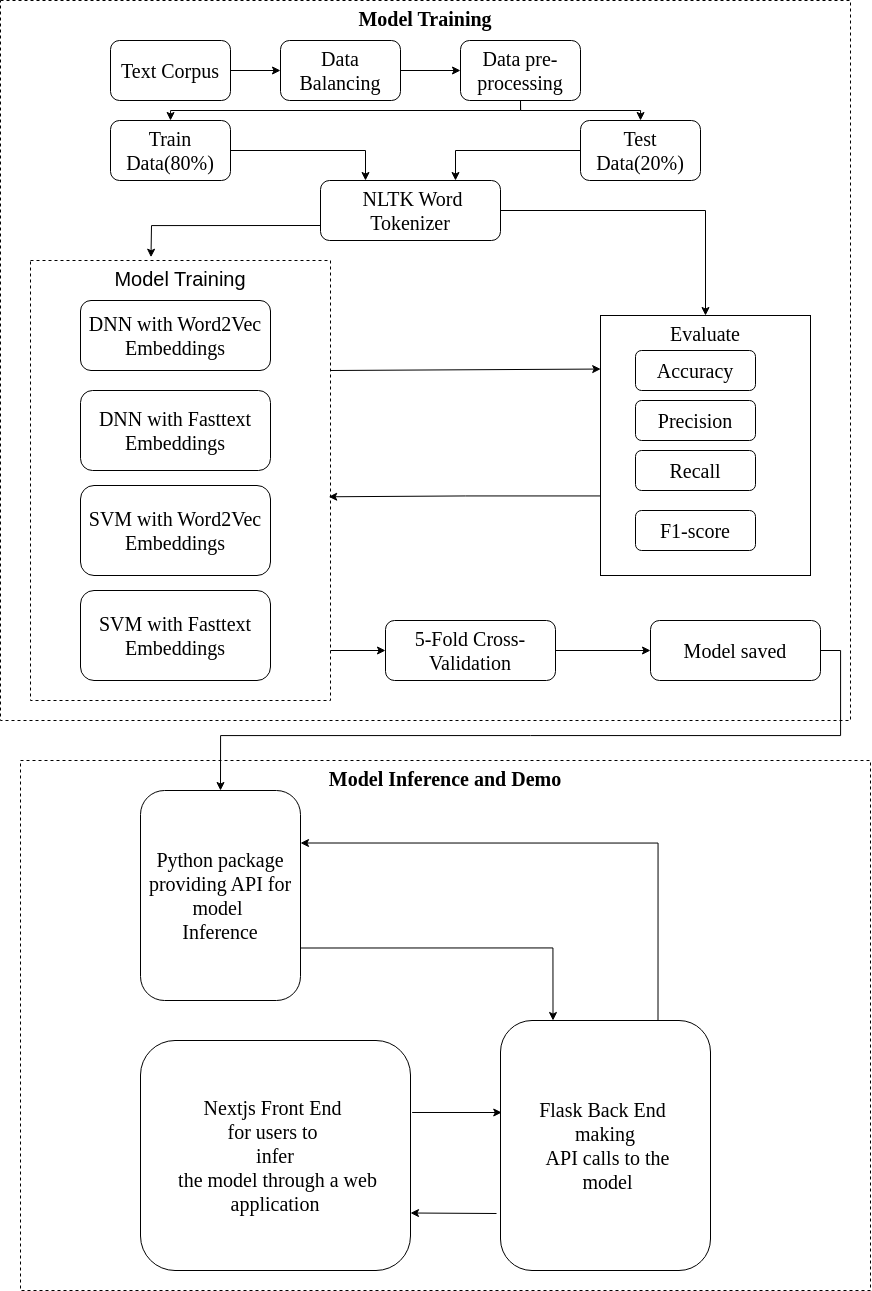 Model Training
Text Corpus
Data
Balancing
Data pre-
processing
Train
Data(80%)
Test
Data(20%)
NLTK Word
Tokenizer
Model Training
DNN with Word2Vec
Embeddings
DNN with Fasttext
Embeddings
SVM with Word2Vec
Embeddings
SVM with Fasttext
Embeddings
Evaluate
Accuracy
Precision
Recall
F1-score
5-Fold Cross-
Validation
Model saved
Model Inference and Demo
Python package
providing API for
model
Inference
Nextjs Front End
for users to
infer
the model through a web
application
Flask Back End
making
API calls to the
model